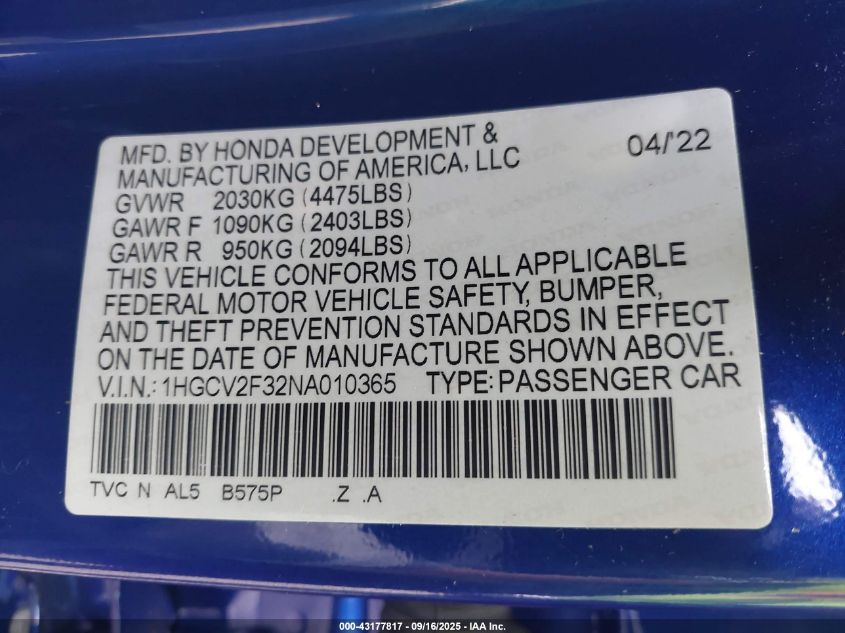 MFD. BY HONDA DEVELOPMENT &
MANUFACTURING OF AMERICA, LLC 04/'22
GVWR 2030KG (4475LBS)
GAWR F 1090KG (2403LBS)
GAWR R 950KG (2094LBS)
THIS VEHICLE CONFORMS TO ALL APPLICABLE
FEDERAL MOTOR VEHICLE SAFETY, BUMPER,
AND THEFT PREVENTION STANDARDS IN EFFECT
ON THE DATE OF MANUFACTURE SHOWN ABOVE.
V.I.N.: 1HGCV2F32NA010365 TYPE: PASSENGER CAR
TVC N AL5 B575P .Z .A
000-43177817 - 09/16/2025 - IAA Inc.